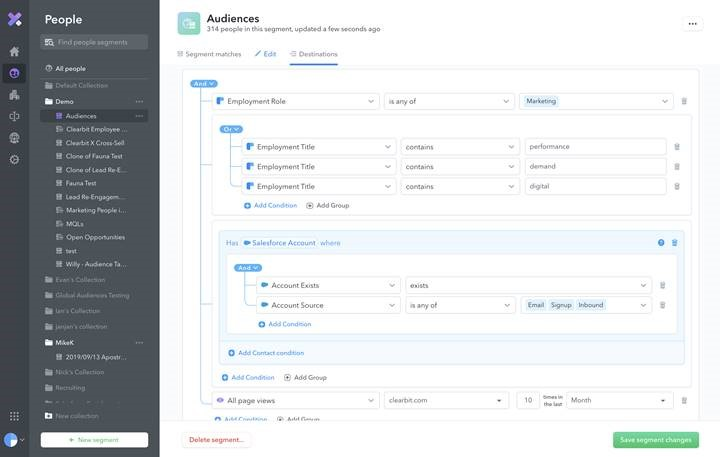 People
Find people segments
All people
Default Collection
Demo
Audiences
Clearbit Employee ...
Clearbit X Cross-Sell
Clone of Fauna Test
Clone of Lead Re-E...
Fauna Test
Lead Re-Engagem...
Marketing People i...
MQLs
Open Opportunities
test
Willy - Audience Ta...
Evan's Collection
Global Audiences Testing
Ian's Collection
janjan's collection
MikeK
2019/09/13 Apostr...
Nick's Collection
Recruiting
New collection
+ New segment
Audiences
314 people in this segment, updated a few seconds ago
Segment matches Edit Destinations
And
Employment Role is any of Marketing
Or
Employment Title contains performance
Employment Title contains demand
Employment Title contains digital
Add Condition Add Group
Has Salesforce Account where
And
Account Exists exists
Account Source is any of Email Signup Inbound
Add Condition
Add Contact condition
Add Condition Add Group
All page views clearbit.com 10 times in the last Month
Add Condition Add Group
Delete segment... Save segment changes